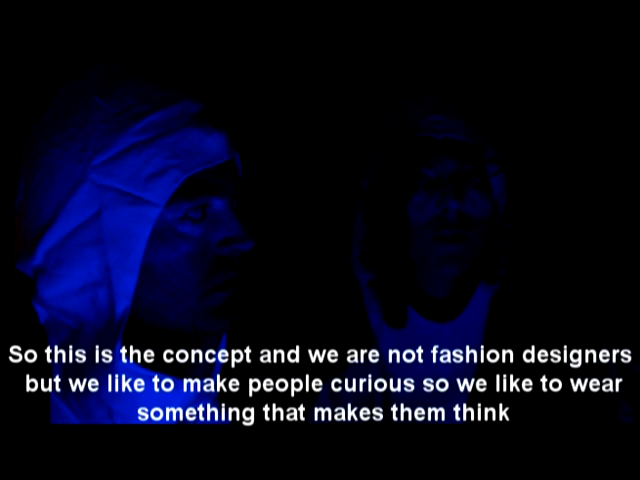 So this is the concept and we are not fashion designers
but we like to make people curious so we like to wear
something that makes them think